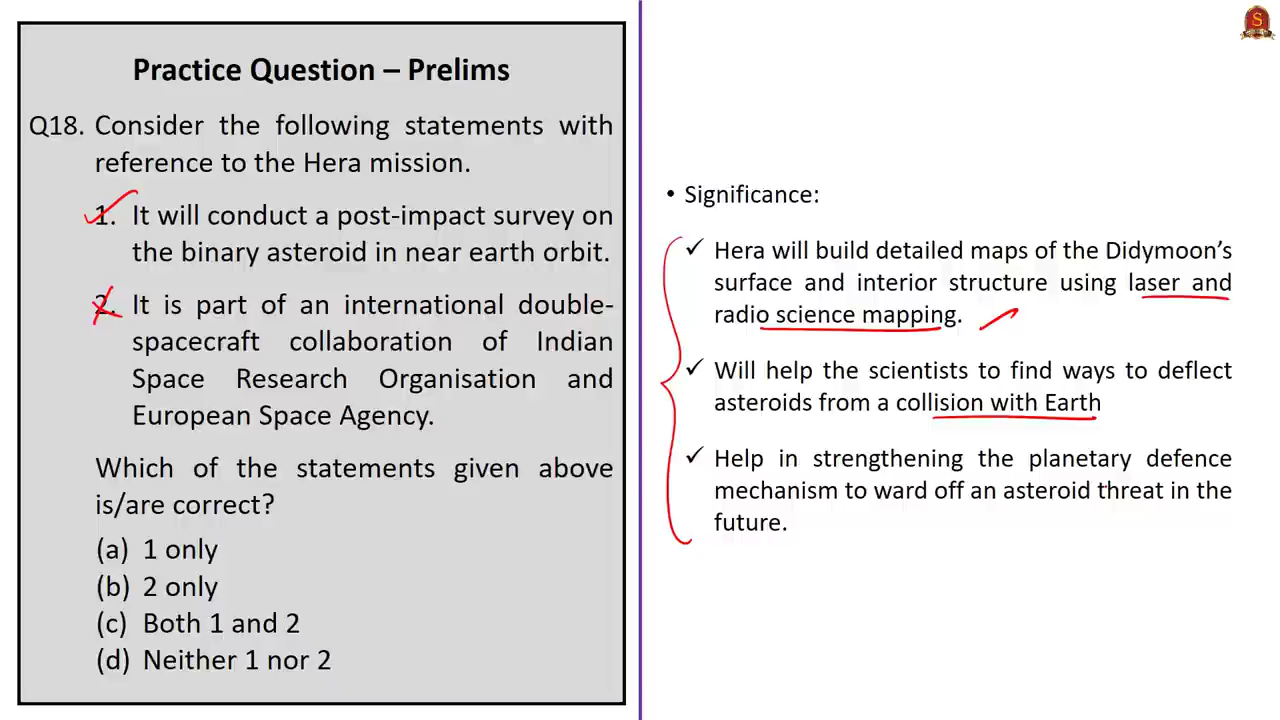 Practice Question – Prelims
Q18. Consider the following statements with
reference to the Hera mission.
1. It will conduct a post-impact survey on
the binary asteroid in near earth orbit.
2. It is part of an international double-
spacecraft collaboration of Indian
Space Research Organisation and
European Space Agency.
Which of the statements given above
is/are correct?
(a) 1 only
(b) 2 only
(c) Both 1 and 2
(d) Neither 1 nor 2
S
• Significance:
✓ Hera will build detailed maps of the Didymoon’s
surface and interior structure using laser and
radio science mapping.
✓ Will help the scientists to find ways to deflect
asteroids from a collision with Earth
✓ Help in strengthening the planetary defence
mechanism to ward off an asteroid threat in the
future.